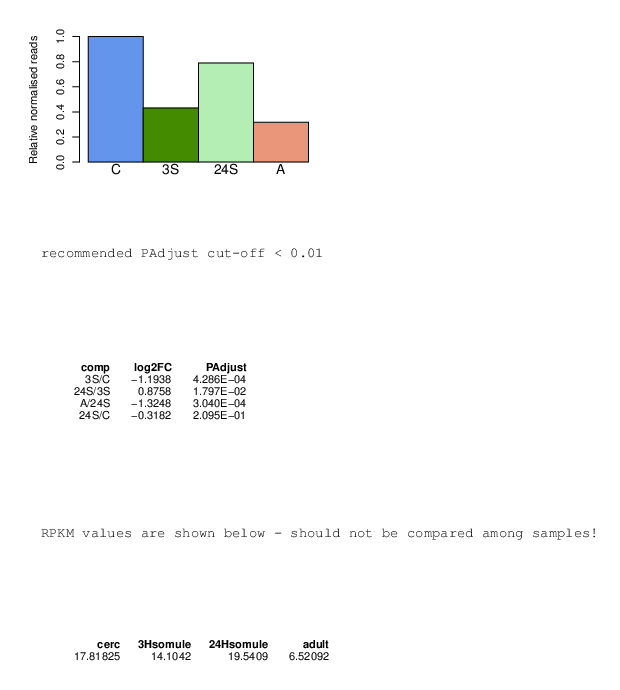 Relative normalised reads
1.0
0.8
0.6
0.4
0.2
0.0
C 3S 24S A
recommended PAdjust cut-off < 0.01
comp log2FC PAdjust
3S/C −1.1938 4.286E−04
24S/3S 0.8758 1.797E−02
A/24S −1.3248 3.040E−04
24S/C −0.3182 2.095E−01
RPKM values are shown below - should not be compared among samples!
cerc 3Hsomule 24Hsomule adult
17.81825 14.1042 19.5409 6.52092